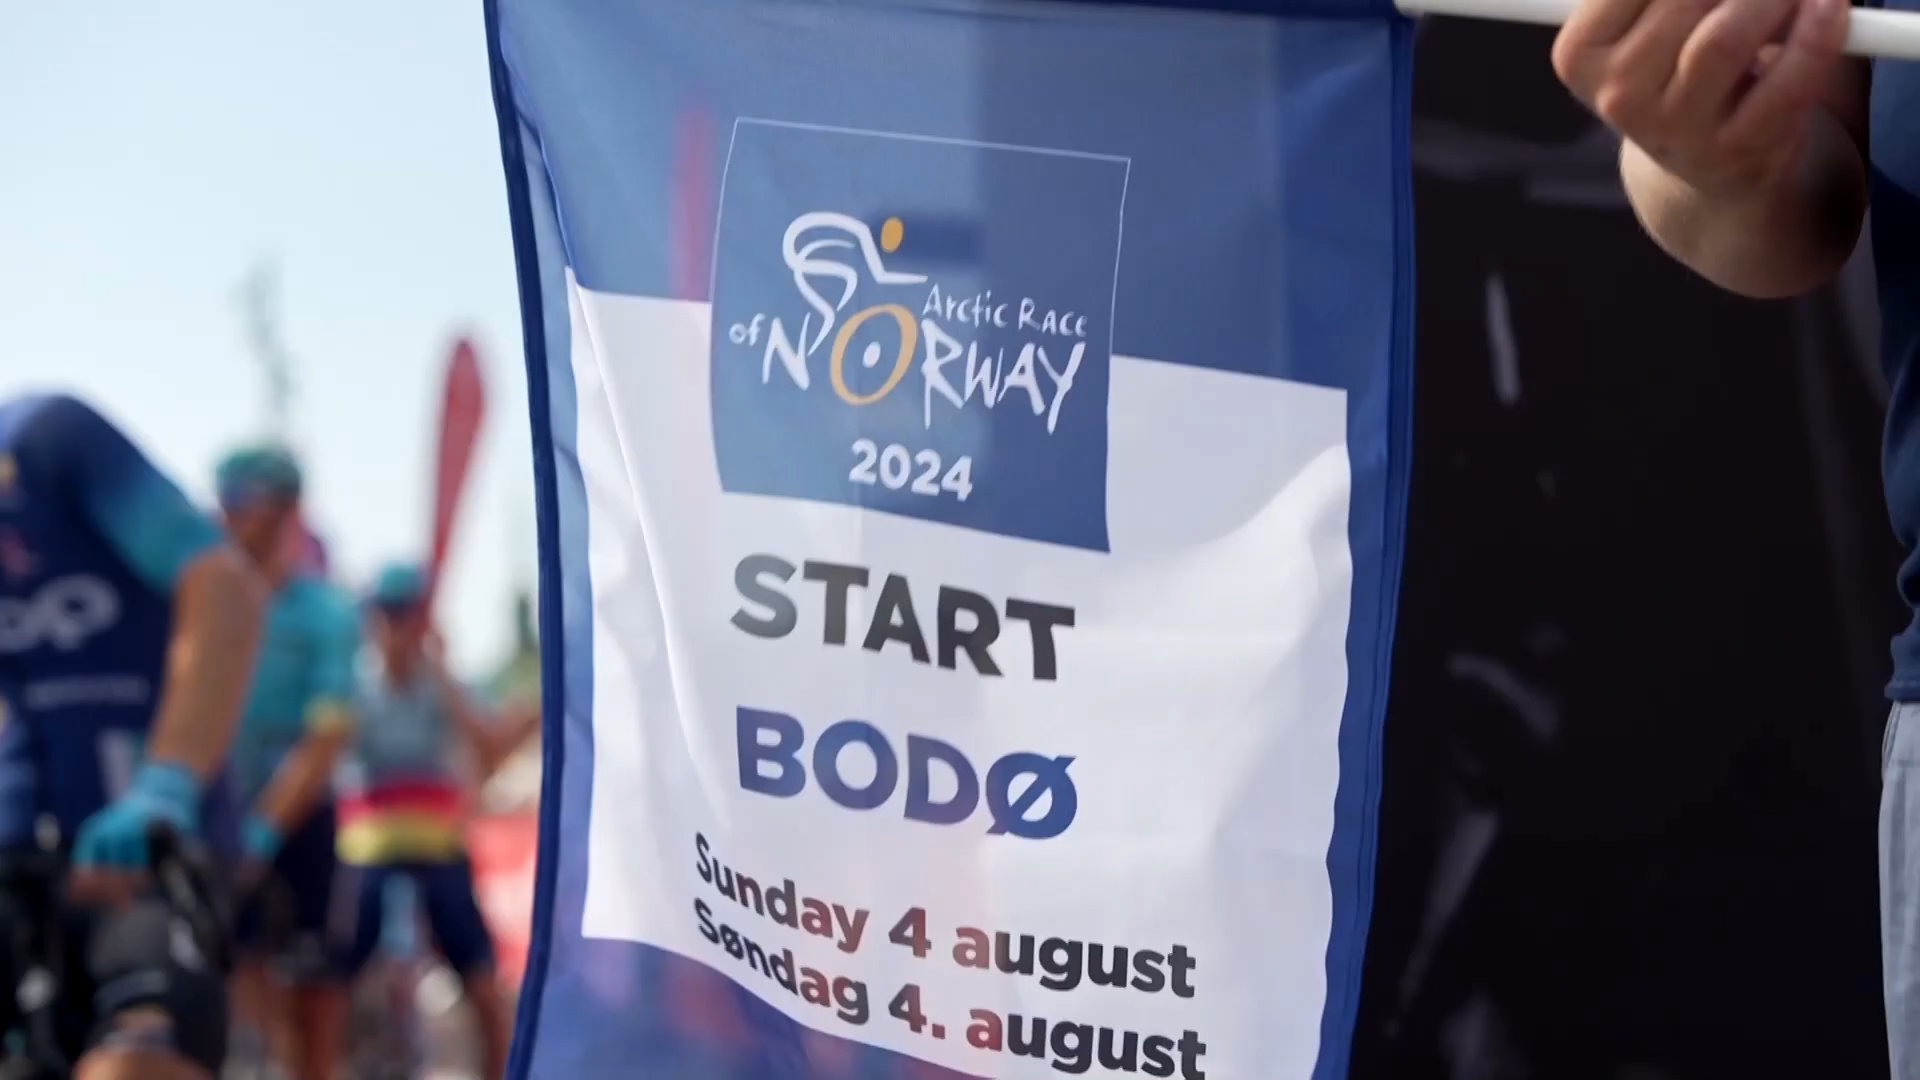 Arctic Race
of NORWAY
2024
START
BODØ
Sunday 4 august
Søndag 4. august